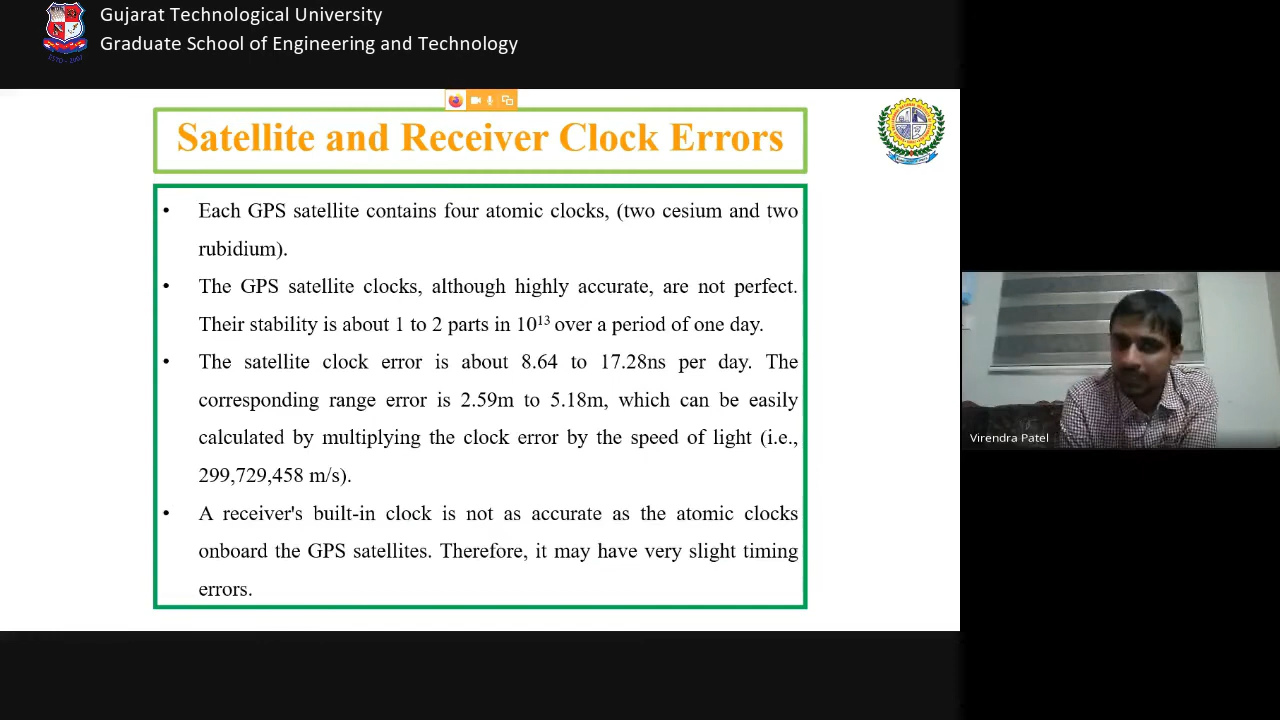 Gujarat Technological University
Graduate School of Engineering and Technology
Satellite and Receiver Clock Errors
• Each GPS satellite contains four atomic clocks, (two cesium and two
rubidium).
• The GPS satellite clocks, although highly accurate, are not perfect.
Their stability is about 1 to 2 parts in 10¹³ over a period of one day.
• The satellite clock error is about 8.64 to 17.28ns per day. The
corresponding range error is 2.59m to 5.18m, which can be easily
calculated by multiplying the clock error by the speed of light (i.e.,
299,729,458 m/s).
• A receiver's built-in clock is not as accurate as the atomic clocks
onboard the GPS satellites. Therefore, it may have very slight timing
errors.
Virendra Patel